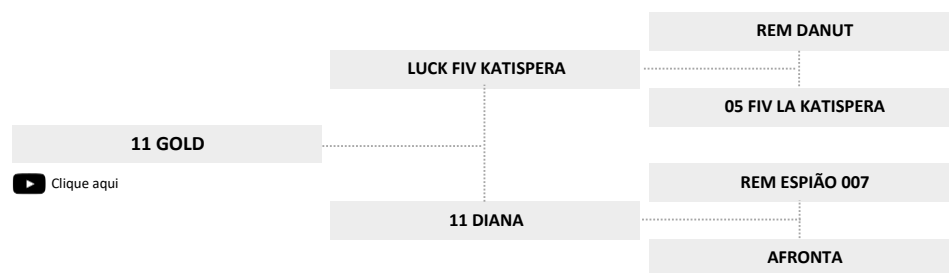 REM DANUT
LUCK FIV KATISPERA
05 FIV LA KATISPERA
11 GOLD
Clique aqui
REM ESPIÃO 007
11 DIANA
AFRONTA